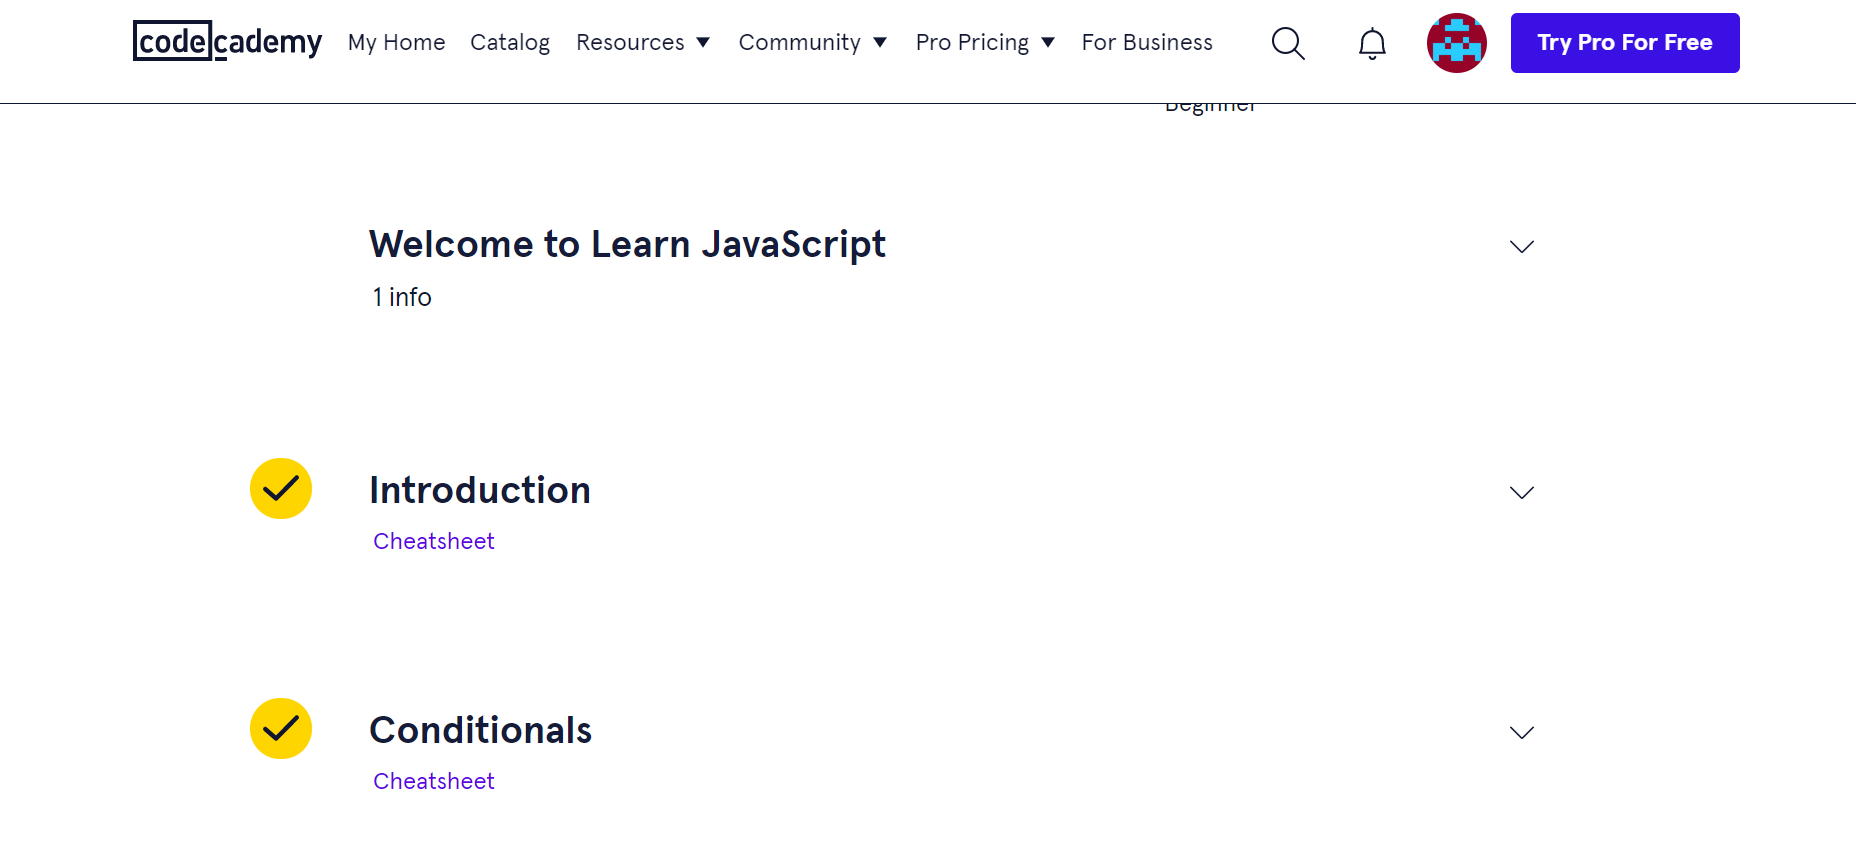 codecademy My Home Catalog Resources Community Pro Pricing For Business Try Pro For Free
Beginner
Welcome to Learn JavaScript
1 info
Introduction
Cheatsheet
Conditionals
Cheatsheet